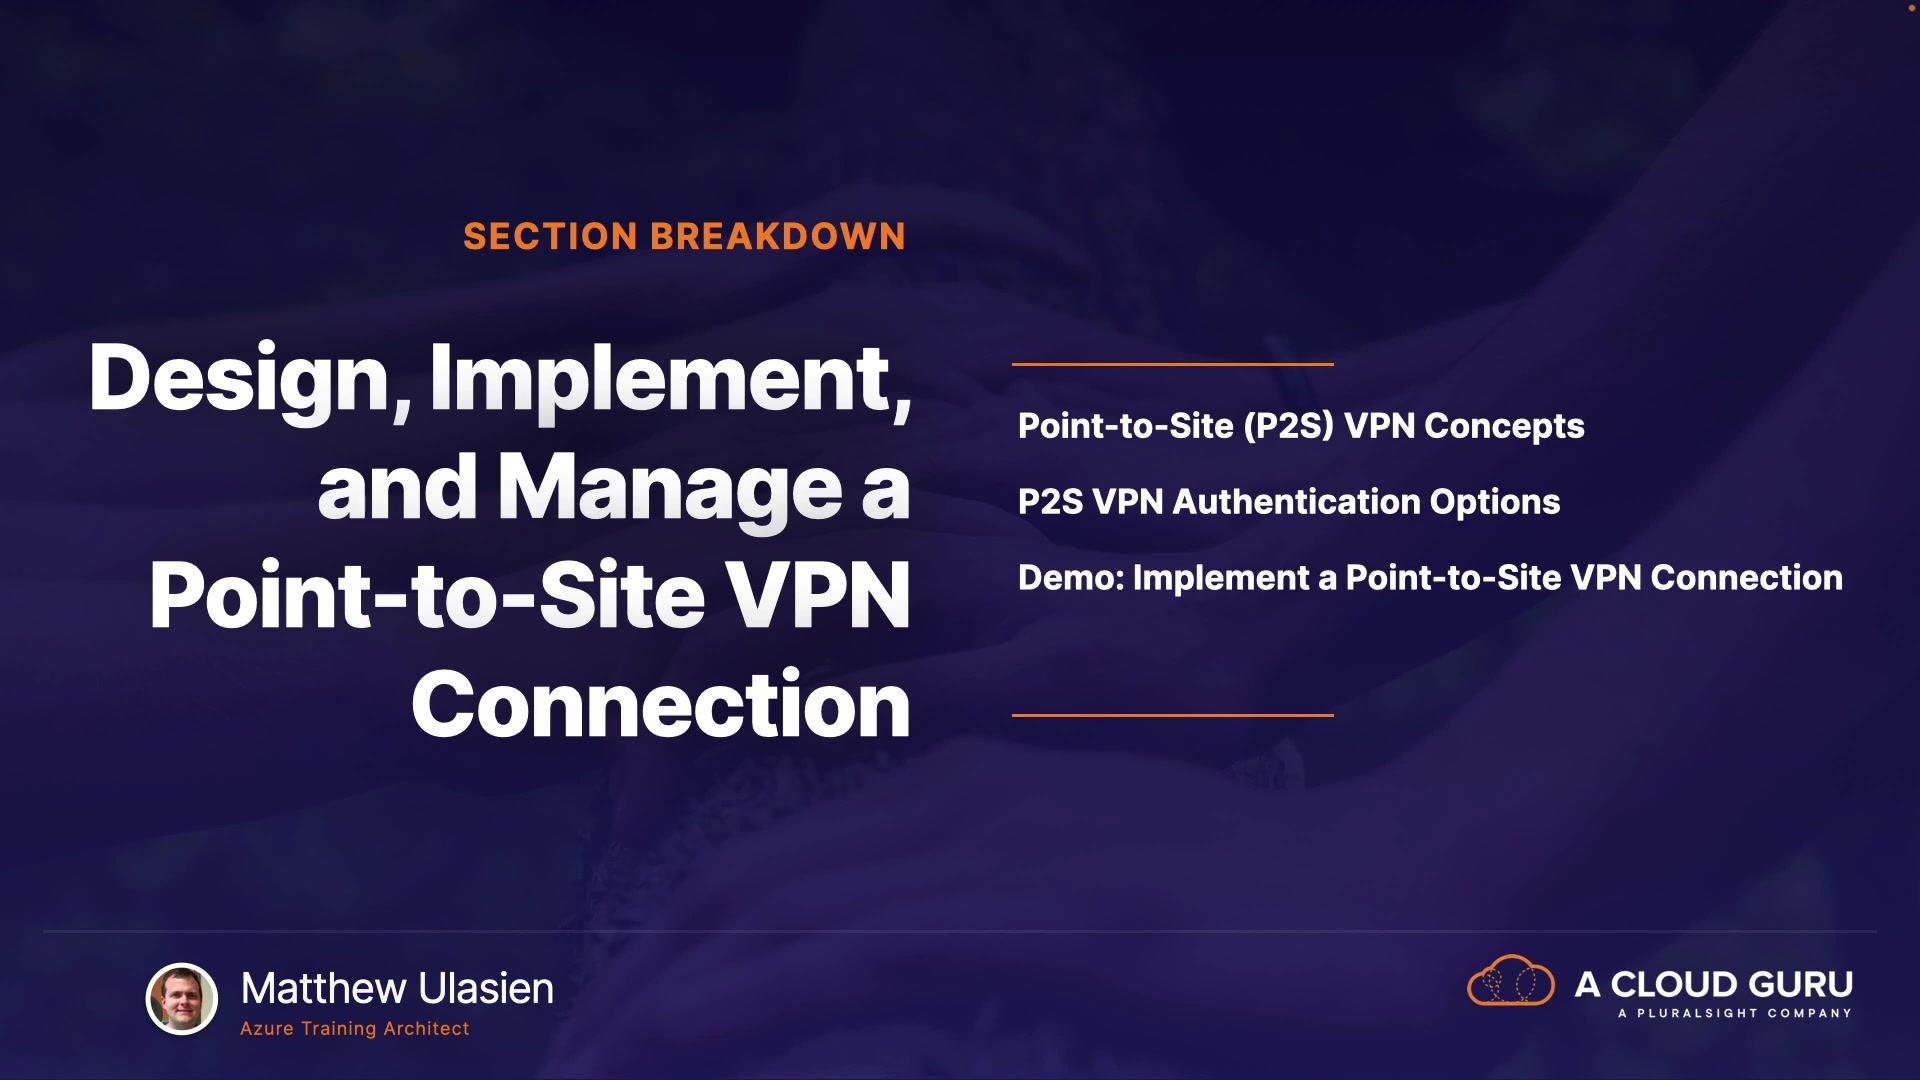 SECTION BREAKDOWN
Design, Implement,
and Manage a
Point-to-Site VPN
Connection
Point-to-Site (P2S) VPN Concepts
P2S VPN Authentication Options
Demo: Implement a Point-to-Site VPN Connection
Matthew Ulasien
Azure Training Architect
A CLOUD GURU
A PLURALSIGHT COMPANY